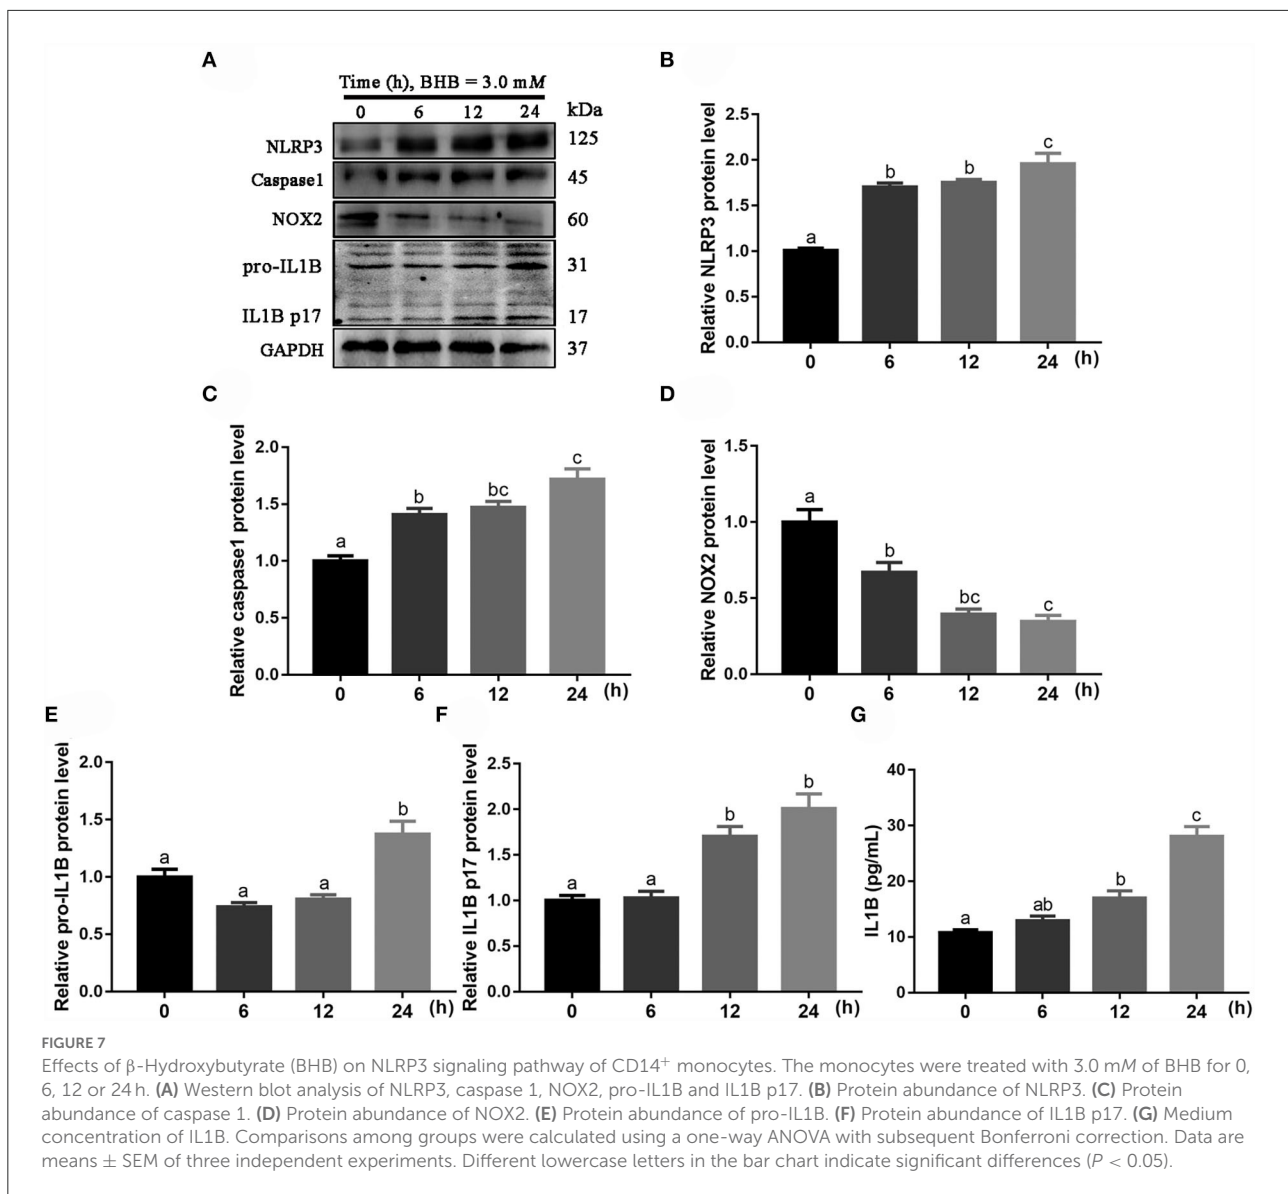 A
Time (h), BHB = 3.0 mM
0 6 12 24 kDa
NLRP3 125
Caspase1 45
NOX2 60
pro-IL1B 31
IL1B p17 17
GAPDH 37
B
Relative NLRP3 protein level
2.5
2.0
1.5
1.0
0.5
0.0
a b b c
0 6 12 24 (h)
C
Relative caspase1 protein level
2.0
1.5
1.0
0.5
0.0
a b bc c
0 6 12 24 (h)
D
Relative NOX2 protein level
1.5
1.0
0.5
0.0
a b bc c
0 6 12 24 (h)
E
Relative pro-IL1B protein level
2.0
1.5
1.0
0.5
0.0
a a a b
0 6 12 24 (h)
F
Relative IL1B p17 protein level
2.5
2.0
1.5
1.0
0.5
0.0
a a b b
0 6 12 24 (h)
G
IL1B (pg/mL)
40
30
20
10
0
a ab b c
0 6 12 24 (h)
FIGURE 7
Effects of β-Hydroxybutyrate (BHB) on NLRP3 signaling pathway of CD14+ monocytes. The monocytes were treated with 3.0 mM of BHB for 0,
6, 12 or 24 h. (A) Western blot analysis of NLRP3, caspase 1, NOX2, pro-IL1B and IL1B p17. (B) Protein abundance of NLRP3. (C) Protein
abundance of caspase 1. (D) Protein abundance of NOX2. (E) Protein abundance of pro-IL1B. (F) Protein abundance of IL1B p17. (G) Medium
concentration of IL1B. Comparisons among groups were calculated using a one-way ANOVA with subsequent Bonferroni correction. Data are
means ± SEM of three independent experiments. Different lowercase letters in the bar chart indicate significant differences (P < 0.05).